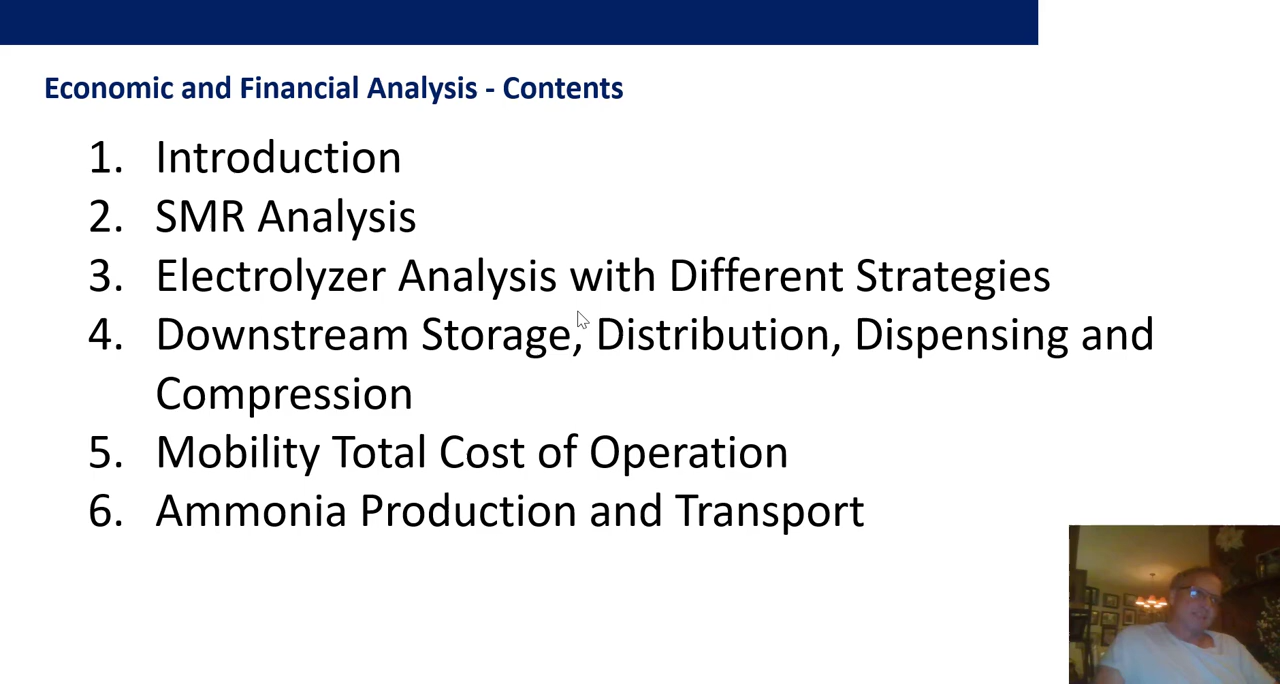 Economic and Financial Analysis - Contents
1. Introduction
2. SMR Analysis
3. Electrolyzer Analysis with Different Strategies
4. Downstream Storage, Distribution, Dispensing and
Compression
5. Mobility Total Cost of Operation
6. Ammonia Production and Transport